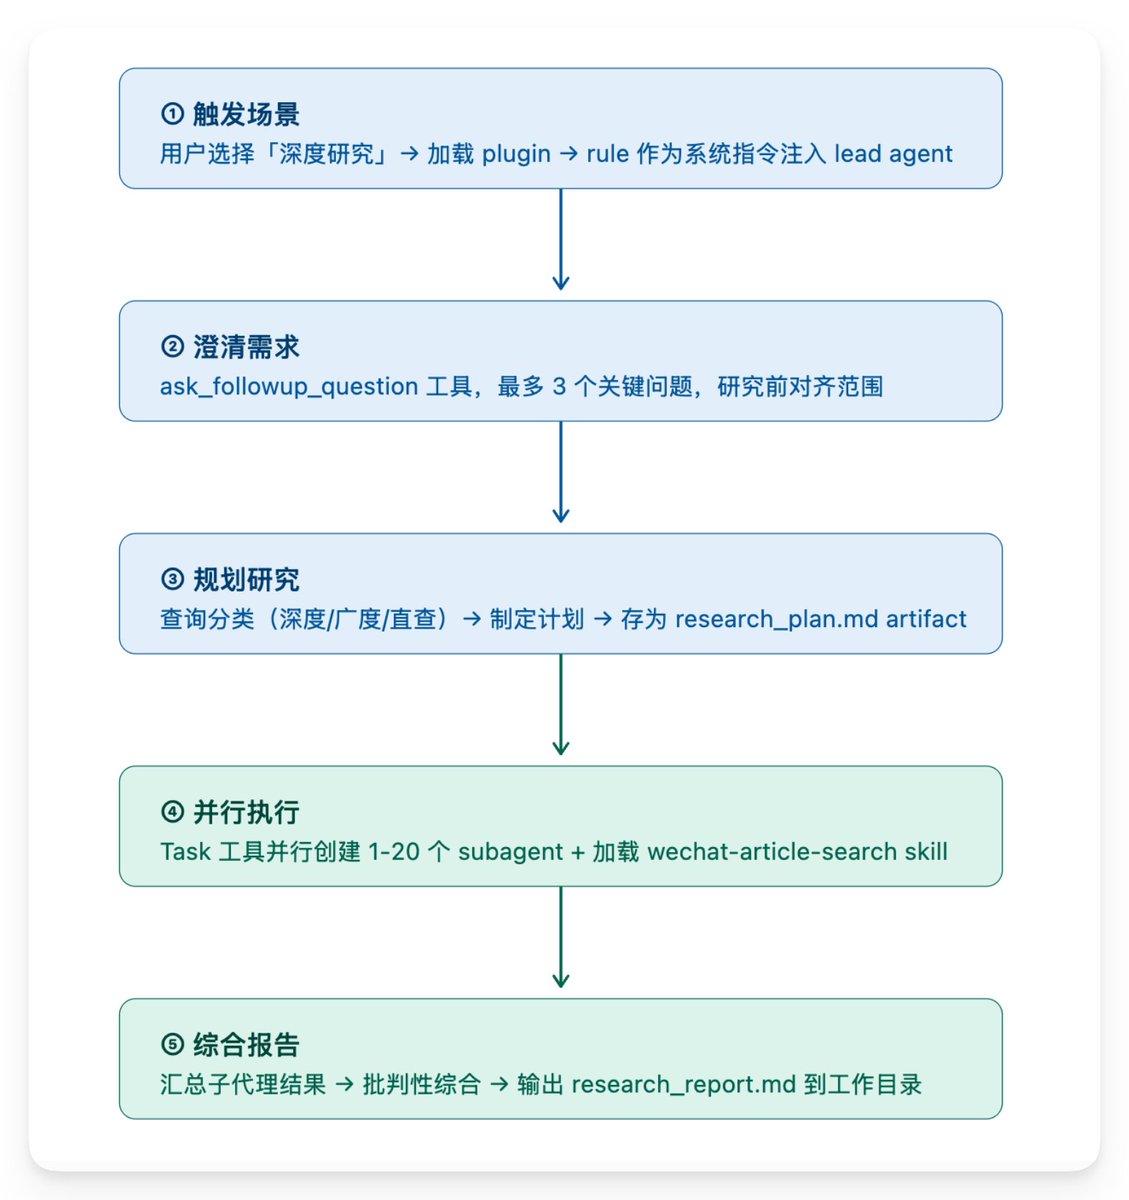 ① 触发场景
用户选择「深度研究」→ 加载 plugin → rule 作为系统指令注入 lead agent
② 澄清需求
ask_followup_question 工具，最多 3 个关键问题，研究前对齐范围
③ 规划研究
查询分类（深度/广度/直查）→ 制定计划 → 存为 research_plan.md artifact
④ 并行执行
Task 工具并行创建 1-20 个 subagent + 加载 wechat-article-search skill
⑤ 综合报告
汇总子代理结果 → 批判性综合 → 输出 research_report.md 到工作目录